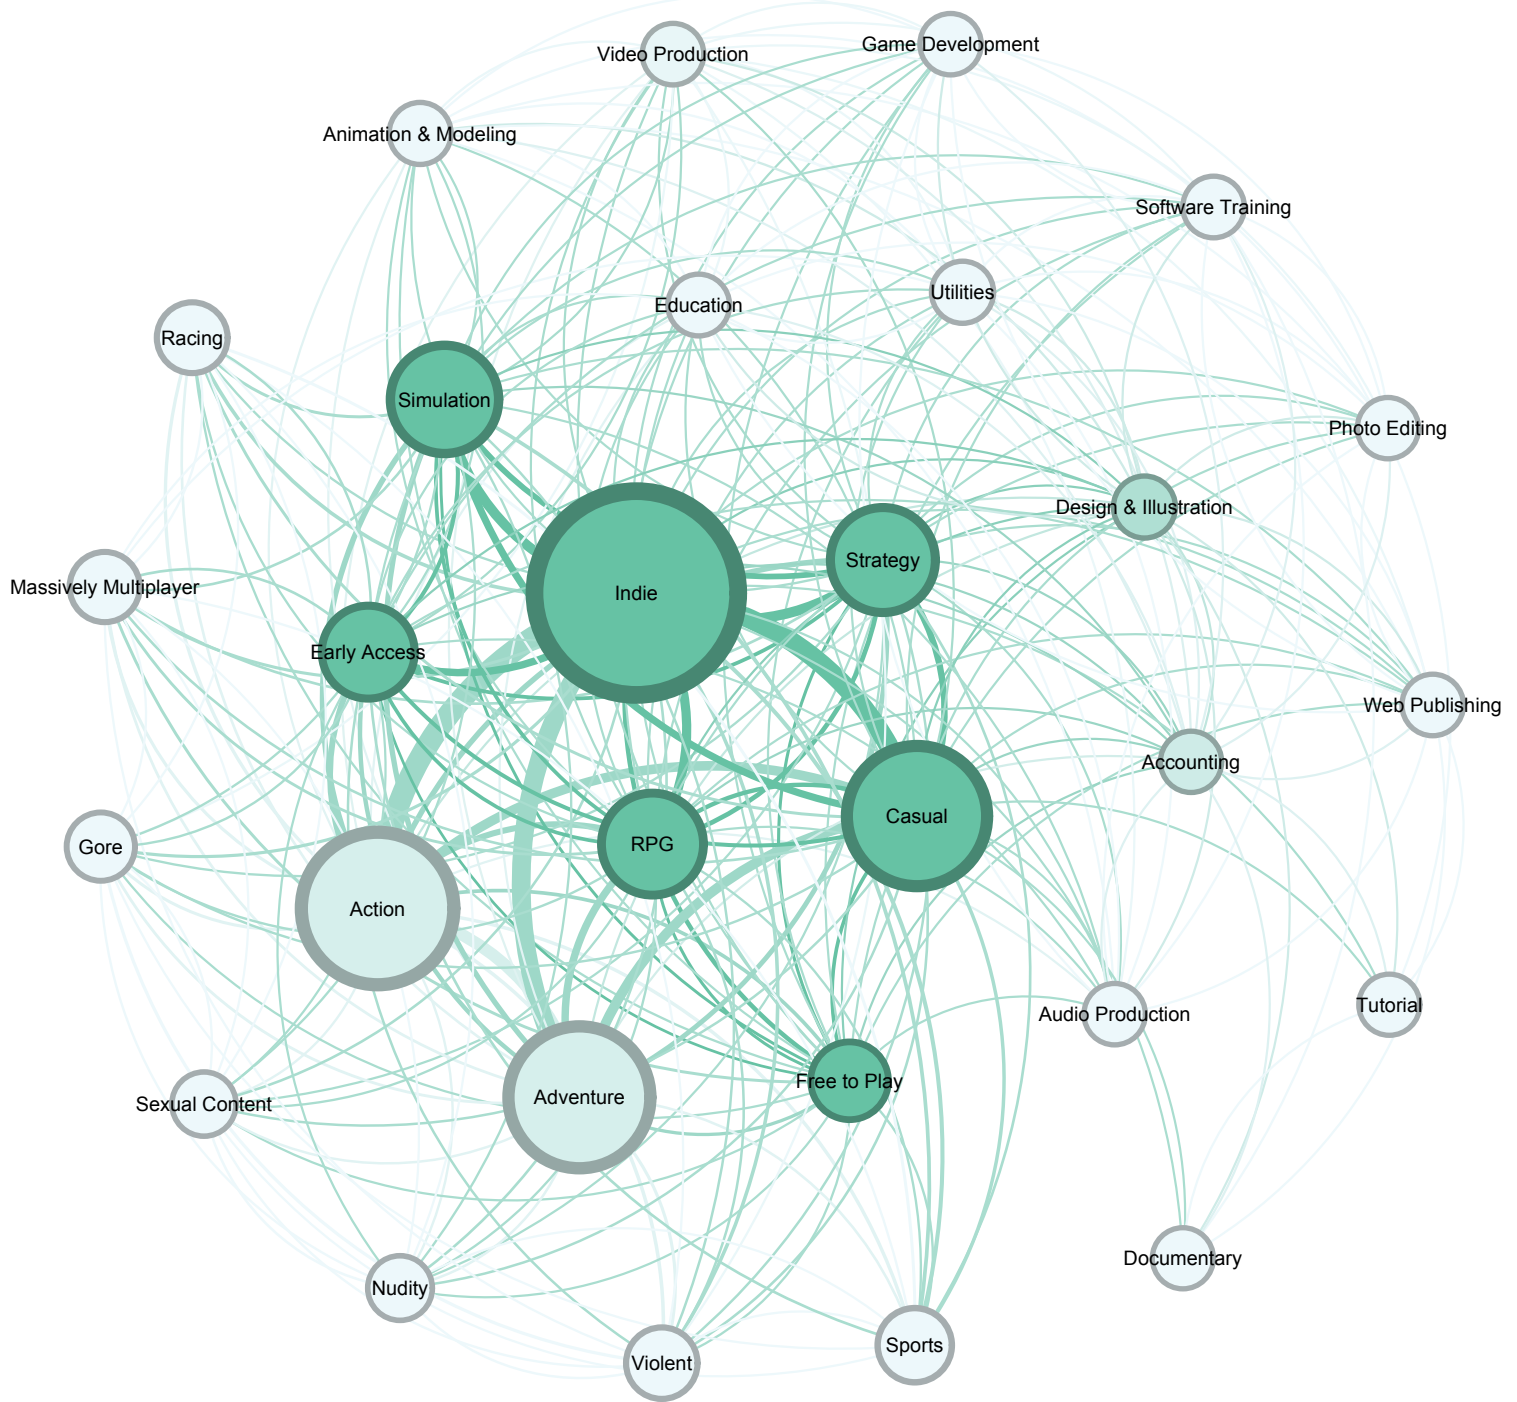 Game Development
Video Production
Animation & Modeling
Software Training
Utilities
Education
Racing
Simulation
Photo Editing
Design & Illustration
Strategy
Massively Multiplayer
Indie
Early Access
Web Publishing
Accounting
Casual
RPG
Gore
Action
Tutorial
Audio Production
Free to Play
Adventure
Sexual Content
Documentary
Nudity
Sports
Violent